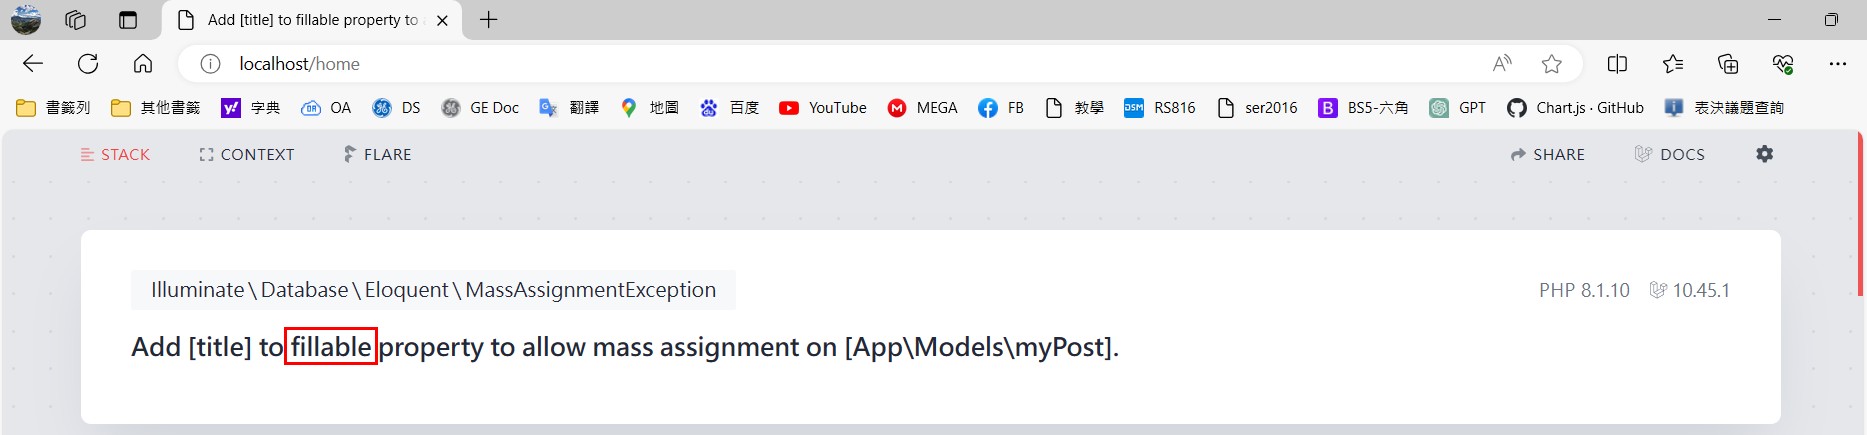 Add [title] to fillable property to
localhost/home
書籤列 其他書籤 字典 OA DS GE Doc 翻譯 地圖 百度 YouTube MEGA FB 教學 DSM RS816 ser2016 B BS5-六角 GPT Chart.js · GitHub 表決議題查詢
STACK CONTEXT FLARE SHARE DOCS
Illuminate\Database\Eloquent\MassAssignmentException PHP 8.1.10 10.45.1
Add [title] to fillable property to allow mass assignment on [App\Models\myPost].